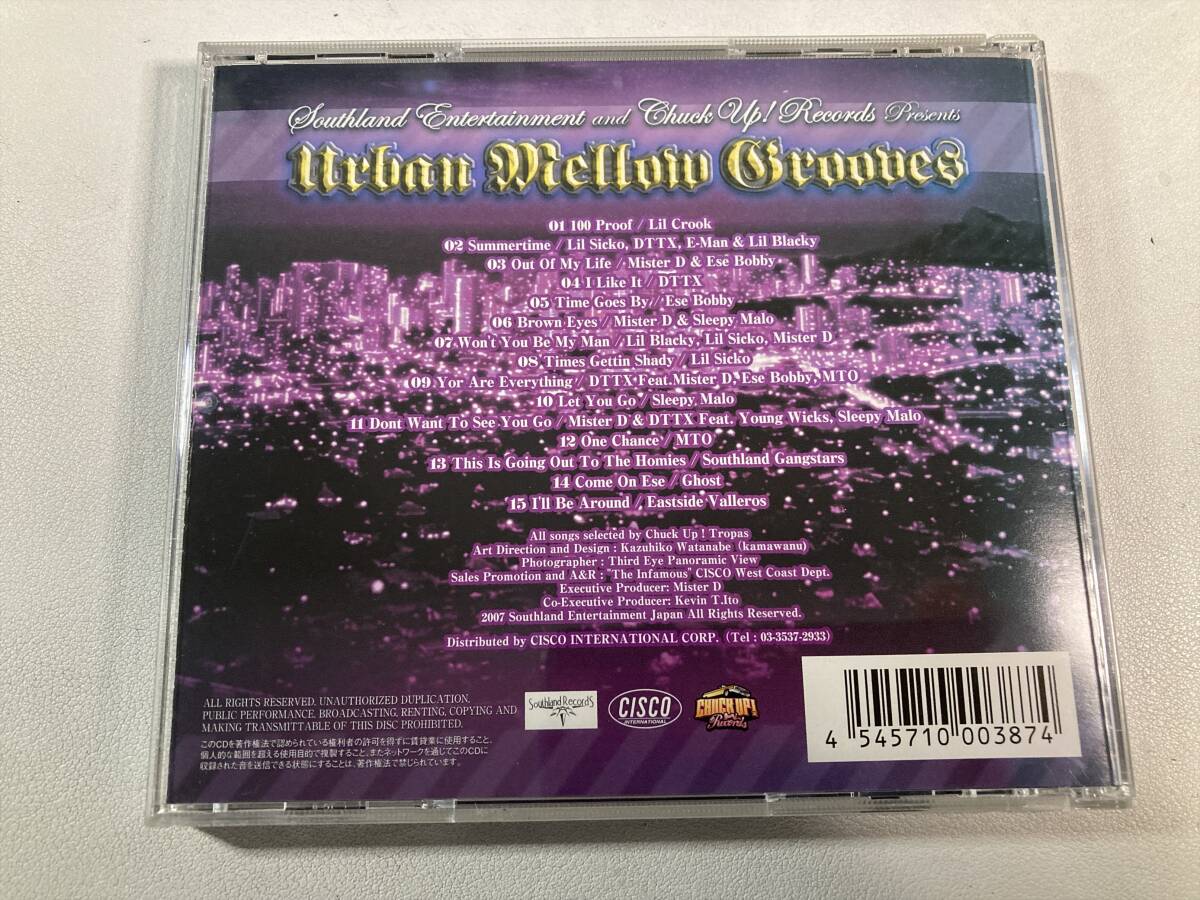 Southland Entertainment and Chuck Up! Records Presents
Urban Mellow Grooves
01 100 Proof / Lil Crook
02 Summertime / Lil Sicko, DTTX, E-Man & Lil Blacky
03 Out Of My Life / Mister D & Ese Bobby
04 I Like It / DTTX
05 Time Goes By / Ese Bobby
06 Brown Eyes / Mister D & Sleepy Malo
07 Won't You Be My Man / Lil Blacky, Lil Sicko, Mister D
08 Times Gettin Shady / Lil Sicko
09 Yor Are Everything / DTTX Feat.Mister D, Ese Bobby, MTO
10 Let You Go / Sleepy Malo
11 Dont Want To See You Go / Mister D & DTTX Feat. Young Wicks, Sleepy Malo
12 One Chance / MTO
13 This Is Going Out To The Homies / Southland Gangstars
14 Come On Ese / Ghost
15 I'll Be Around / Eastside Valleros
All songs selected by Chuck Up ! Tropas
Art Direction and Design : Kazuhiko Watanabe (kamawanu)
Photographer : Third Eye Panoramic View
Sales Promotion and A&R : "The Infamous" CISCO West Coast Dept.
Executive Producer: Mister D
Co-Executive Producer: Kevin T.Ito
2007 Southland Entertainment Japan All Rights Reserved.
Distributed by CISCO INTERNATIONAL CORP. (Tel : 03-3537-2933)
ALL RIGHTS RESERVED. UNAUTHORIZED DUPLICATION,
PUBLIC PERFORMANCE, BROADCASTING, RENTING, COPYING AND
MAKING TRANSMITTABLE OF THIS DISC PROHIBITED.
このCDを著作権法で認められている権利者の許可を得ずに賃貸業に使用すること、
個人的な範囲を超える使用目的で複製すること、またネットワークを通じてこのCDに
収録された音を送信できる状態にすることは、著作権法で禁じられています。
Southland Records
CISCO
INTERNATIONAL
CHUCK UP!
Records
4 545710 003874